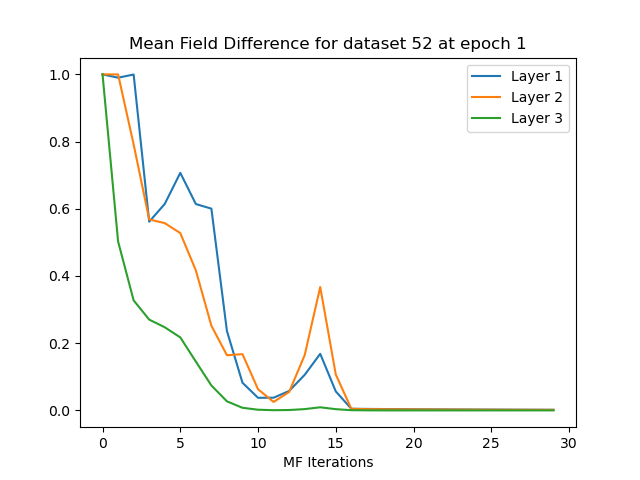 Mean Field Difference for dataset 52 at epoch 1
Layer 1
Layer 2
Layer 3
1.0
0.8
0.6
0.4
0.2
0.0
0 5 10 15 20 25 30
MF Iterations